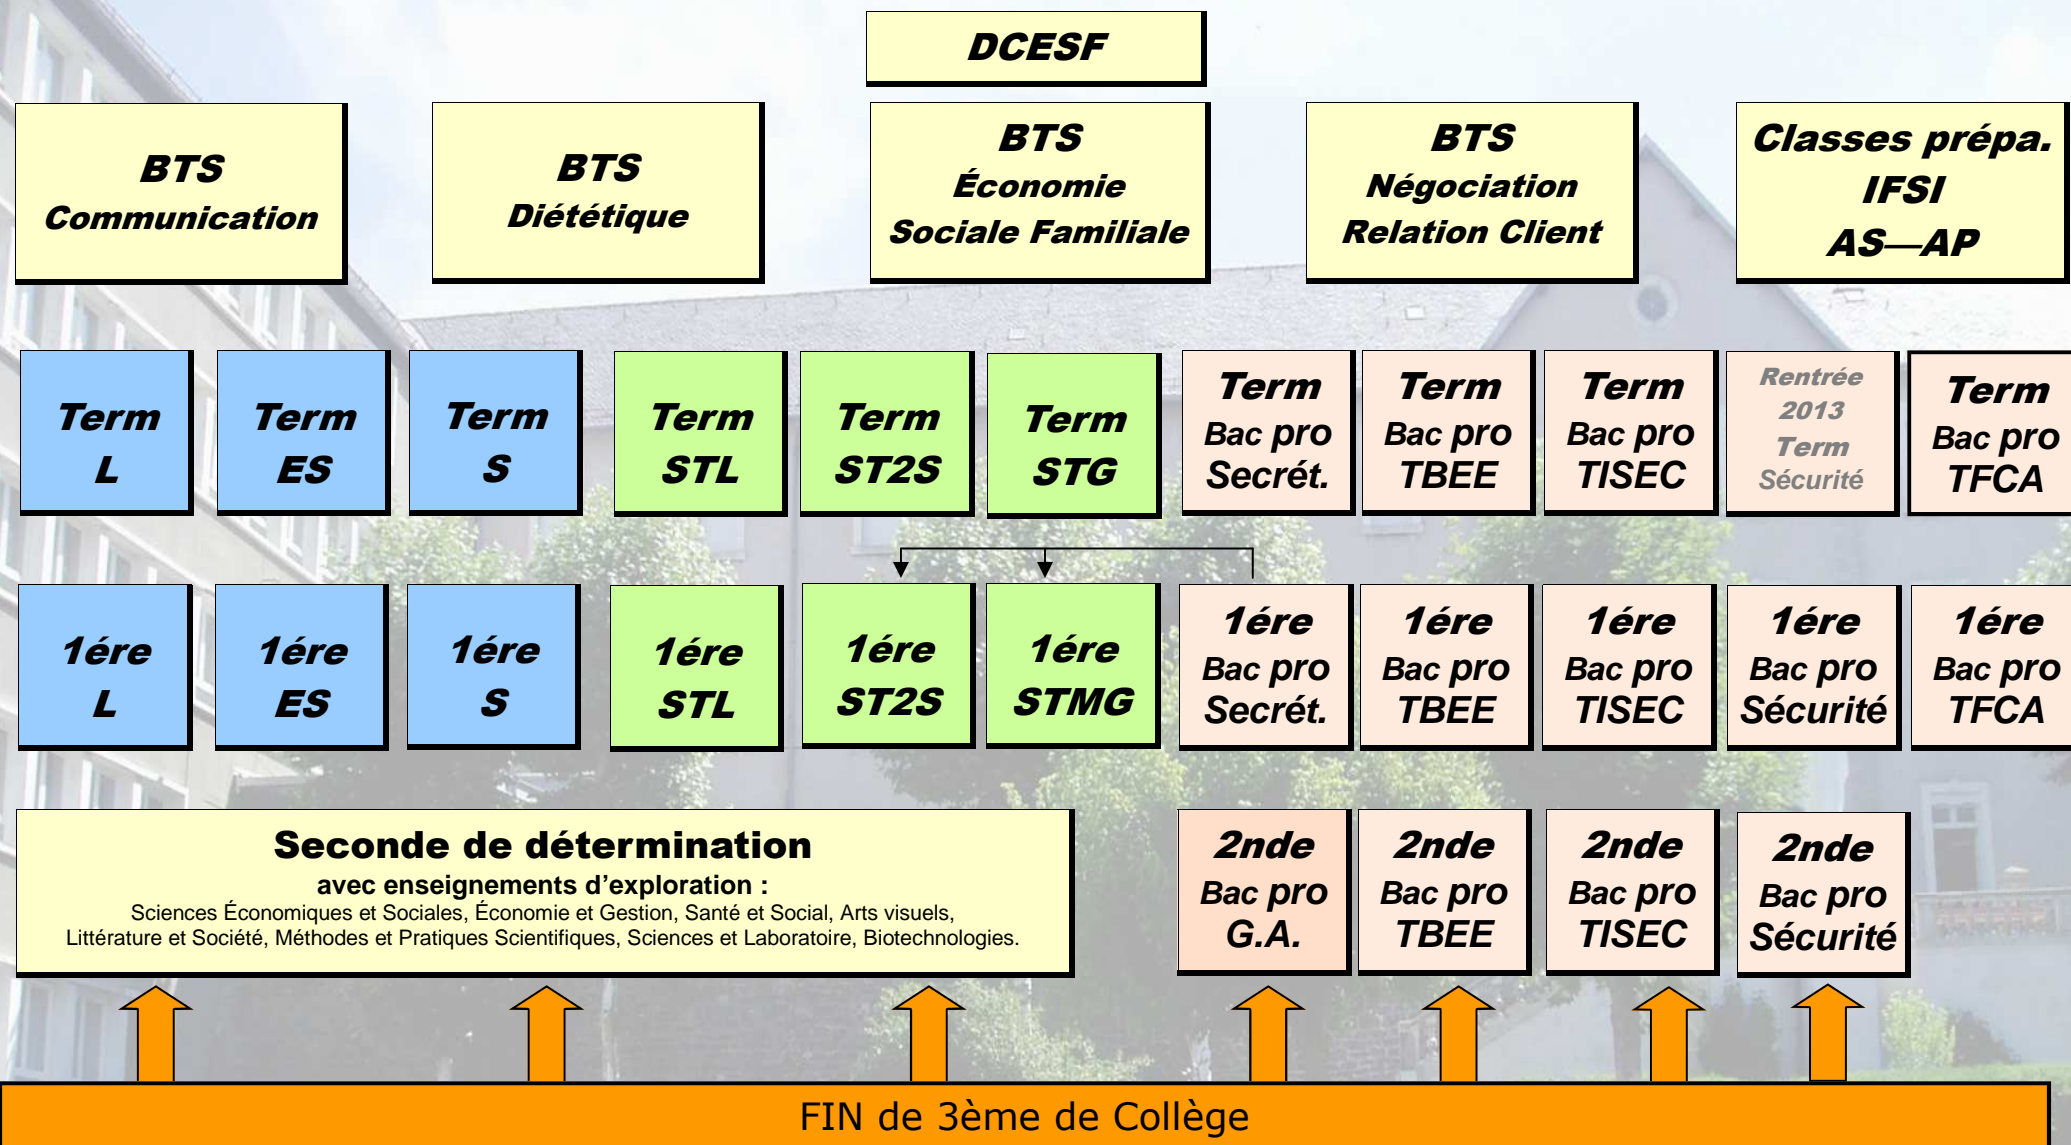 DCESF
BTS
Communication
BTS
Diététique
BTS
Économie
Sociale Familiale
BTS
Négociation
Relation Client
Classes prépa.
IFSI
AS—AP
Term
L
Term
ES
Term
S
Term
STL
Term
ST2S
Term
STG
Term
Bac pro
Secrét.
Term
Bac pro
TBEE
Term
Bac pro
TISEC
Rentrée
2013
Term
Sécurité
Term
Bac pro
TFCA
1ére
L
1ére
ES
1ére
S
1ére
STL
1ére
ST2S
1ére
STMG
1ére
Bac pro
Secrét.
1ére
Bac pro
TBEE
1ére
Bac pro
TISEC
1ére
Bac pro
Sécurité
1ére
Bac pro
TFCA
Seconde de détermination
avec enseignements d’exploration :
Sciences Économiques et Sociales, Économie et Gestion, Santé et Social, Arts visuels,
Littérature et Société, Méthodes et Pratiques Scientifiques, Sciences et Laboratoire, Biotechnologies.
2nde
Bac pro
G.A.
2nde
Bac pro
TBEE
2nde
Bac pro
TISEC
2nde
Bac pro
Sécurité
FIN de 3ème de Collège